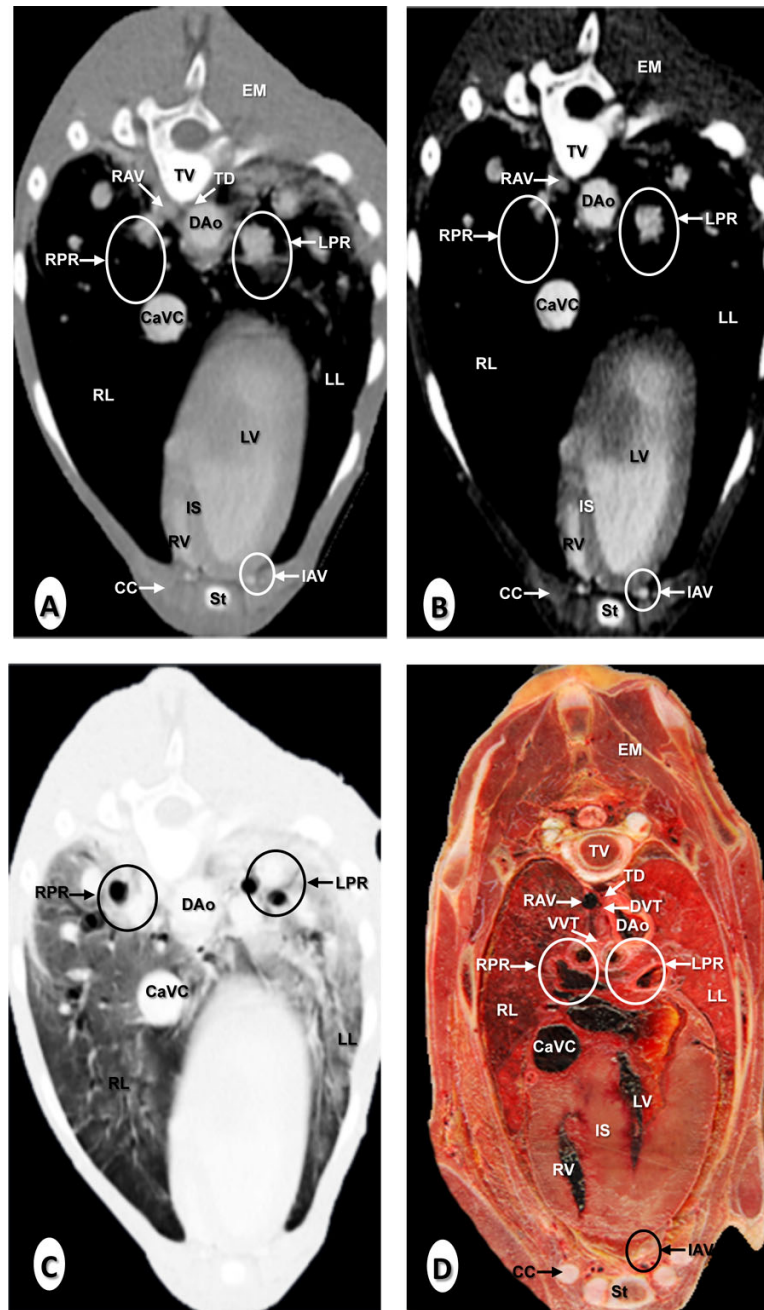 EM
TV
RAV
TD
DAo
RPR
LPR
CaVC
RL
LL
LV
IS
RV
CC
IAV
St
A
EM
TV
RAV
DAo
LPR
RPR
CaVC
LL
RL
LV
IS
RV
CC
IAV
St
B
RPR
LPR
DAo
CaVC
LL
RL
C
EM
TV
TD
RAV
DVT
VVT
DAo
RPR
LPR
RL
LL
CaVC
LV
IS
RV
IAV
CC
St
D